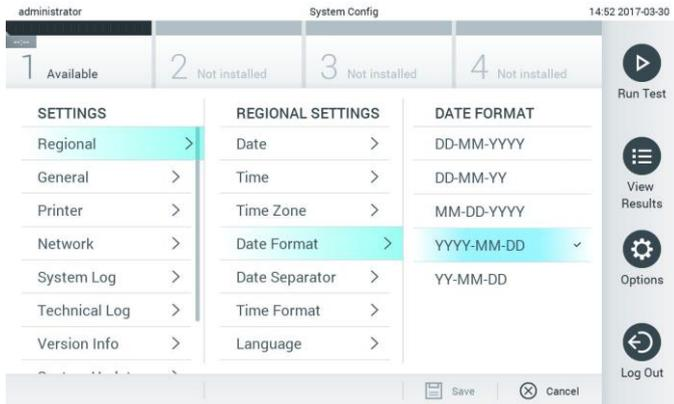 administrator System Config 14:52 2017-03-30
--:--
1 Available 2 Not installed 3 Not installed 4 Not installed
Run Test
SETTINGS REGIONAL SETTINGS DATE FORMAT
Regional Date DD-MM-YYYY
General Time DD-MM-YY
View
Results
Printer Time Zone MM-DD-YYYY
Network Date Format YYYY-MM-DD
System Log Date Separator YY-MM-DD
Options
Technical Log Time Format
Version Info Language
Log Out
Save Cancel